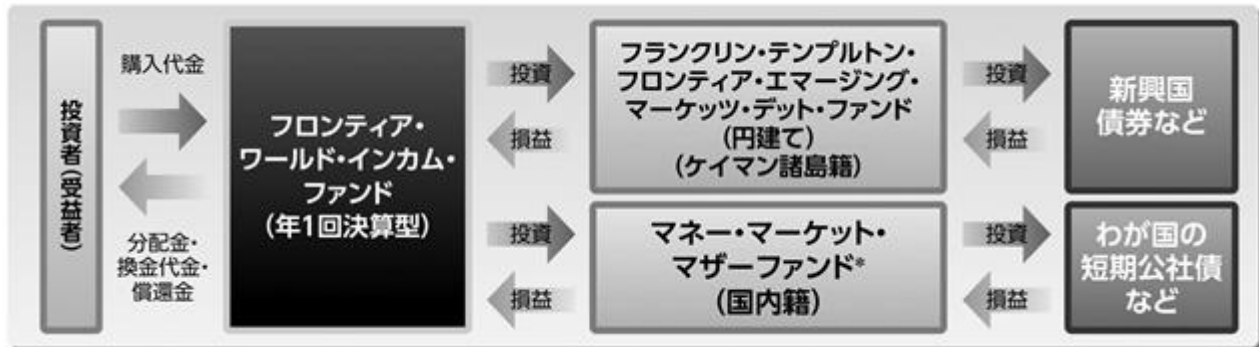 投資者(受益者)
購入代金
分配金・
換金代金・
償還金
フロンティア・
ワールド・インカム・
ファンド
(年1回決算型)
投資
損益
フランクリン・テンプルトン・
フロンティア・エマージング・
マーケッツ・デット・ファンド
(円建て)
(ケイマン諸島籍)
投資
損益
新興国
債券など
投資
損益
マネー・マーケット・
マザーファンド*
(国内籍)
投資
損益
わが国の
短期公社債
など